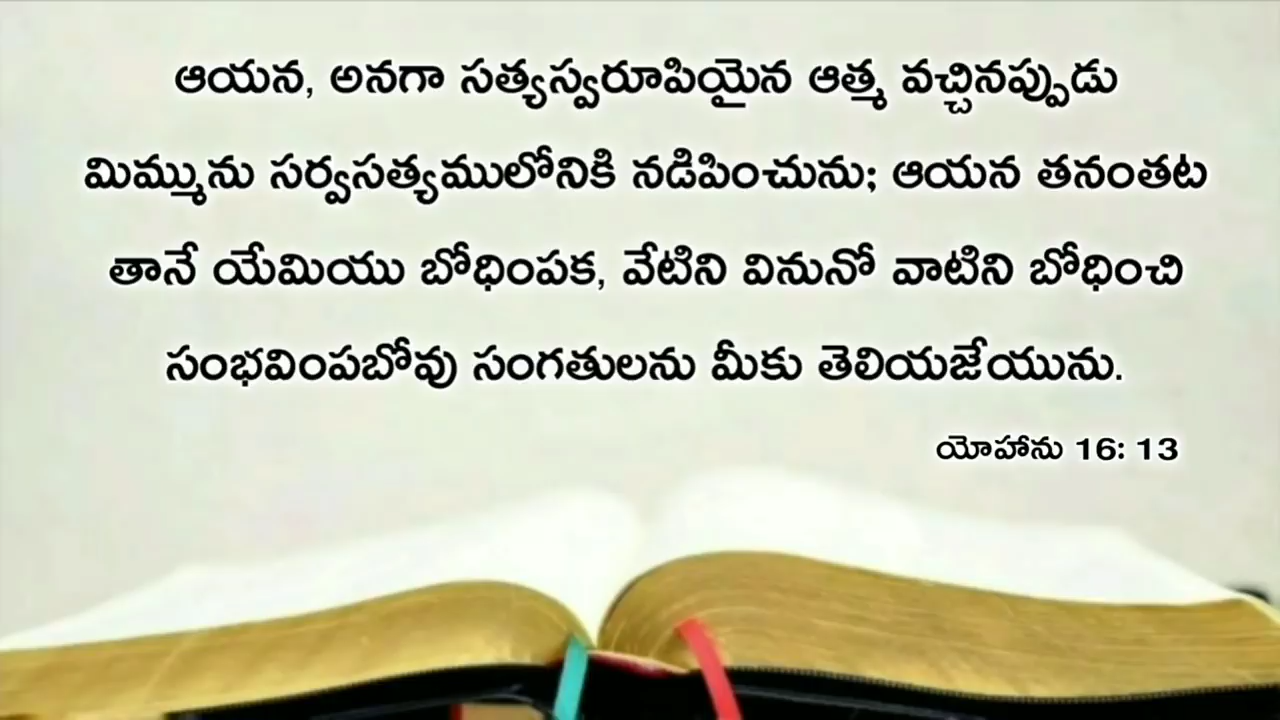 ఆయన, అనగా సత్యస్వరూపియైన ఆత్మ వచ్చినప్పుడు
మిమ్మును సర్వసత్యములోనికి నడిపించును; ఆయన తనంతట
తానే యేమియు బోధింపక, వేటిని వినునో వాటిని బోధించి
సంభవింపబోవు సంగతులను మీకు తెలియజేయును.
యోహాను 16: 13